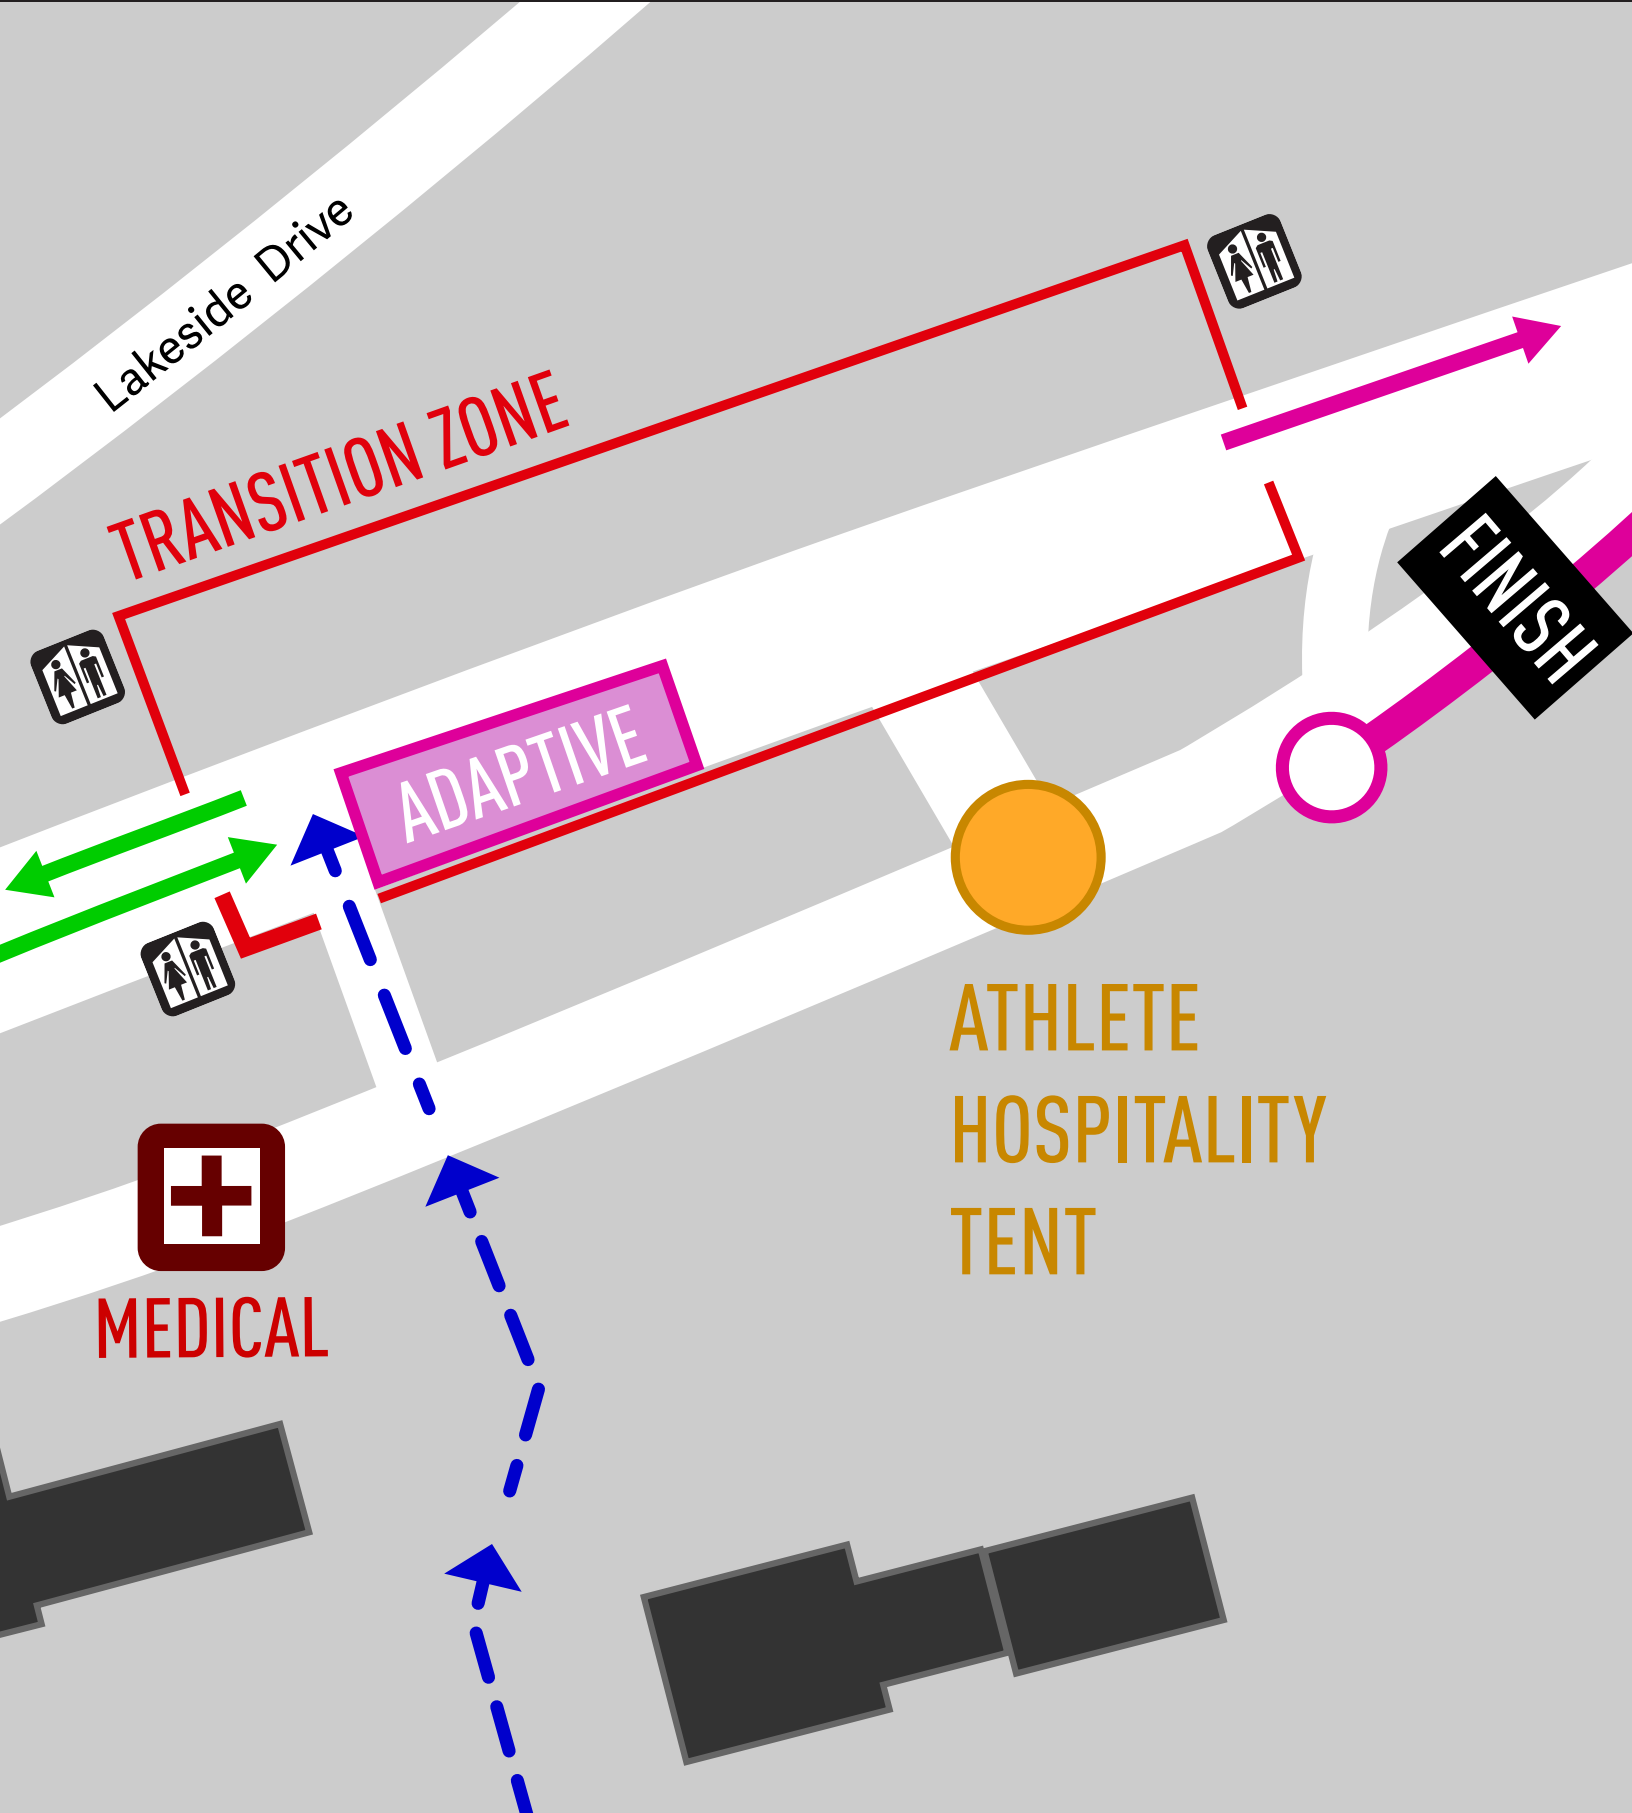 Lakeside Drive
TRANSITION ZONE
FINISH
ADAPTIVE
ATHLETE
HOSPITALITY
TENT
MEDICAL